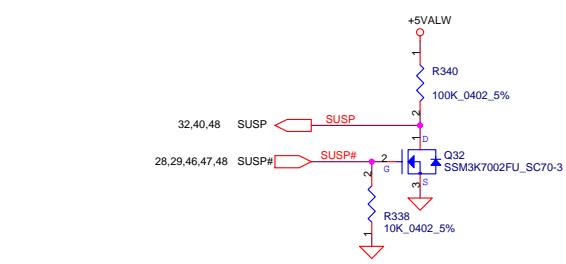 +5VALW
1
R340
100K_0402_5%
2
32,40,48 SUSP SUSP
1 D
Q32
28,29,46,47,48 SUSP# SUSP# 2 G
SSM3K7002FU_SC70-3
2 3 S
R338
10K_0402_5%
1